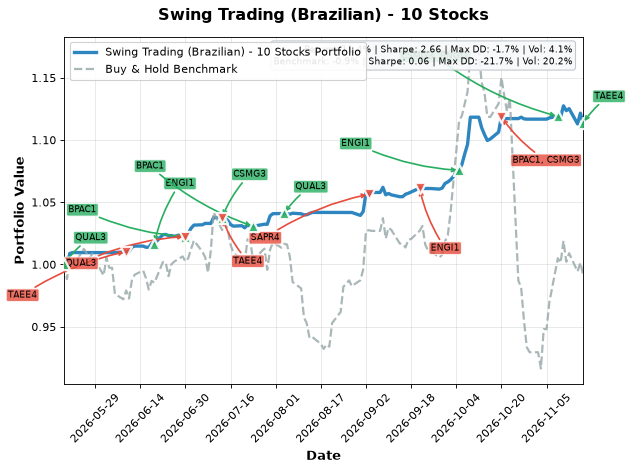 Swing Trading (Brazilian) - 10 Stocks
Swing Trading (Brazilian) - 10 Stocks Portfolio
Buy & Hold Benchmark
| Sharpe: 2.66 | Max DD: -1.7% | Vol: 4.1%
Benchmark: -0.9% | Sharpe: 0.06 | Max DD: -21.7% | Vol: 20.2%
Portfolio Value
1.15
1.10
1.05
1.00
0.95
TAEE4
ENGI1
BPAC1, CSMG3
BPAC1
ENGI1
CSMG3
QUAL3
BPAC1
QUAL3
SAPR4
ENGI1
QUAL3
TAEE4
TAEE4
2026-05-29
2026-06-14
2026-06-30
2026-07-16
2026-08-01
2026-08-17
2026-09-02
2026-09-18
2026-10-04
2026-10-20
2026-11-05
Date